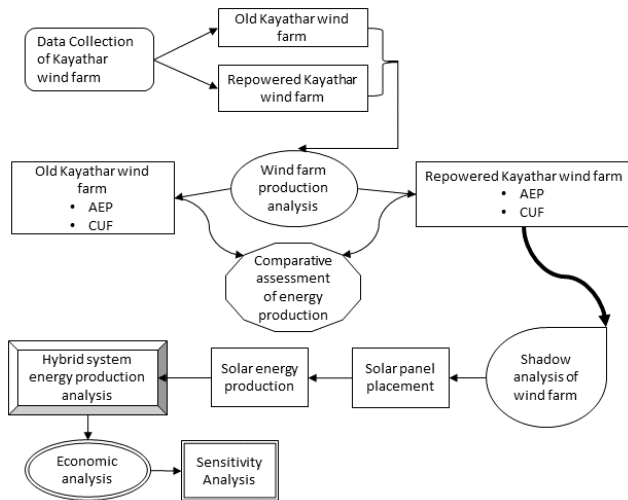 Old Kayathar wind
farm
Data Collection
of Kayathar
wind farm
Repowered Kayathar
wind farm
Wind farm
production
analysis
Old Kayathar wind
farm
• AEP
• CUF
Repowered Kayathar wind farm
• AEP
• CUF
Comparative
assessment
of energy
production
Hybrid system
energy production
analysis
Solar energy
production
Solar panel
placement
Shadow
analysis of
wind farm
Economic
analysis
Sensitivity
Analysis